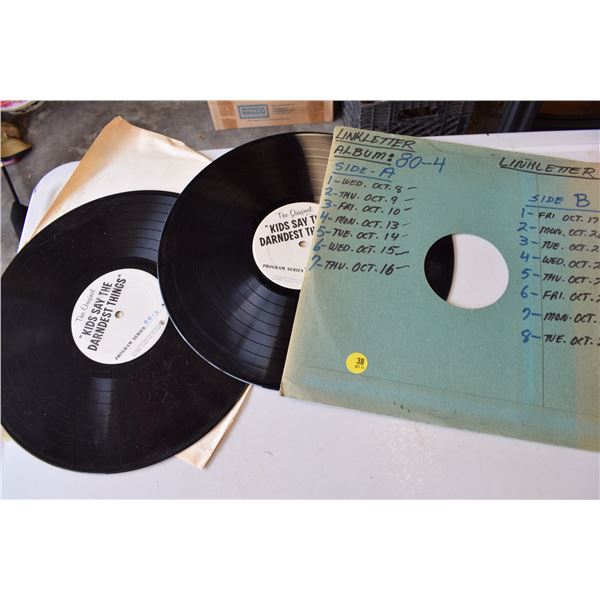 LINKLETTER
ALBUM: 80-4
SIDE-A
1-WED. OCT. 8-
2-THU. OCT. 9-
3-FRI. OCT. 10-
4-MON. OCT. 13-
5-TUE. OCT. 14-
6-WED. OCT. 15-
7-THU. OCT. 16-
LINKLETTER
SIDE B
1-FRI OCT. 17
2-MON. OCT. 2
3-TUE. OCT. 2
4-WED. OCT.
5-THU. OCT. 2
6-FRI. OCT. 2
7-MON. OCT.
8-TUE. OCT. 2
38
The Original
"KIDS SAY THE
DARNDEST THINGS"
PROGRAM SERIES
The Original
"KIDS SAY THE
DARNDEST THIN
PROGRAM SERIES